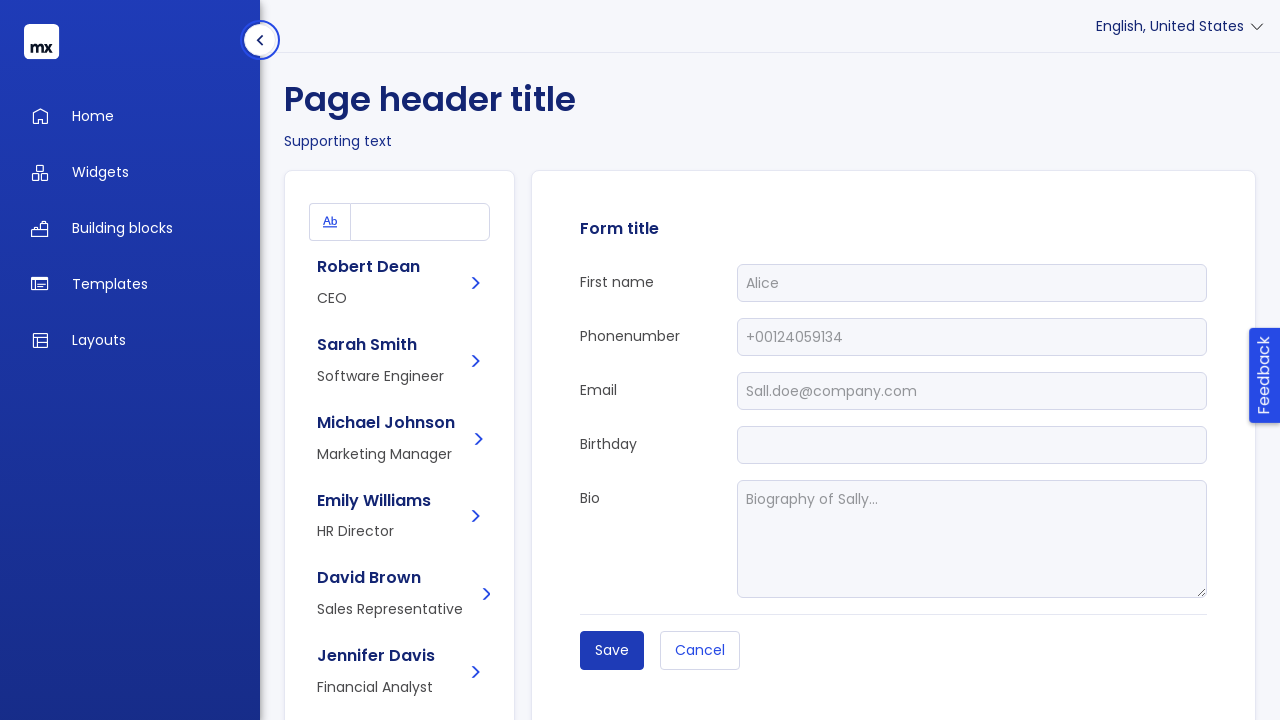 mx
Home
Widgets
Building blocks
Templates
Layouts
English, United States
Page header title
Supporting text
Ab
Robert Dean
CEO
Sarah Smith
Software Engineer
Michael Johnson
Marketing Manager
Emily Williams
HR Director
David Brown
Sales Representative
Jennifer Davis
Financial Analyst
Form title
First name
Alice
Phonenumber
+00124059134
Email
Sall.doe@company.com
Birthday
Bio
Biography of Sally...
Save
Cancel
Feedback